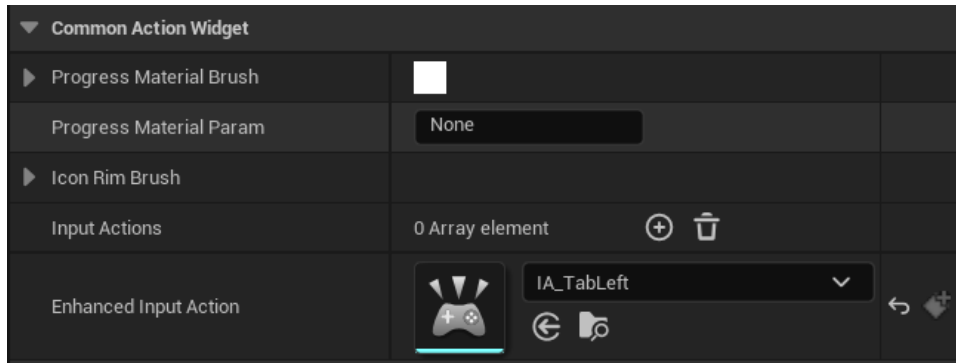 Common Action Widget
Progress Material Brush
Progress Material Param
None
Icon Rim Brush
Input Actions
0 Array element
Enhanced Input Action
IA_TabLeft